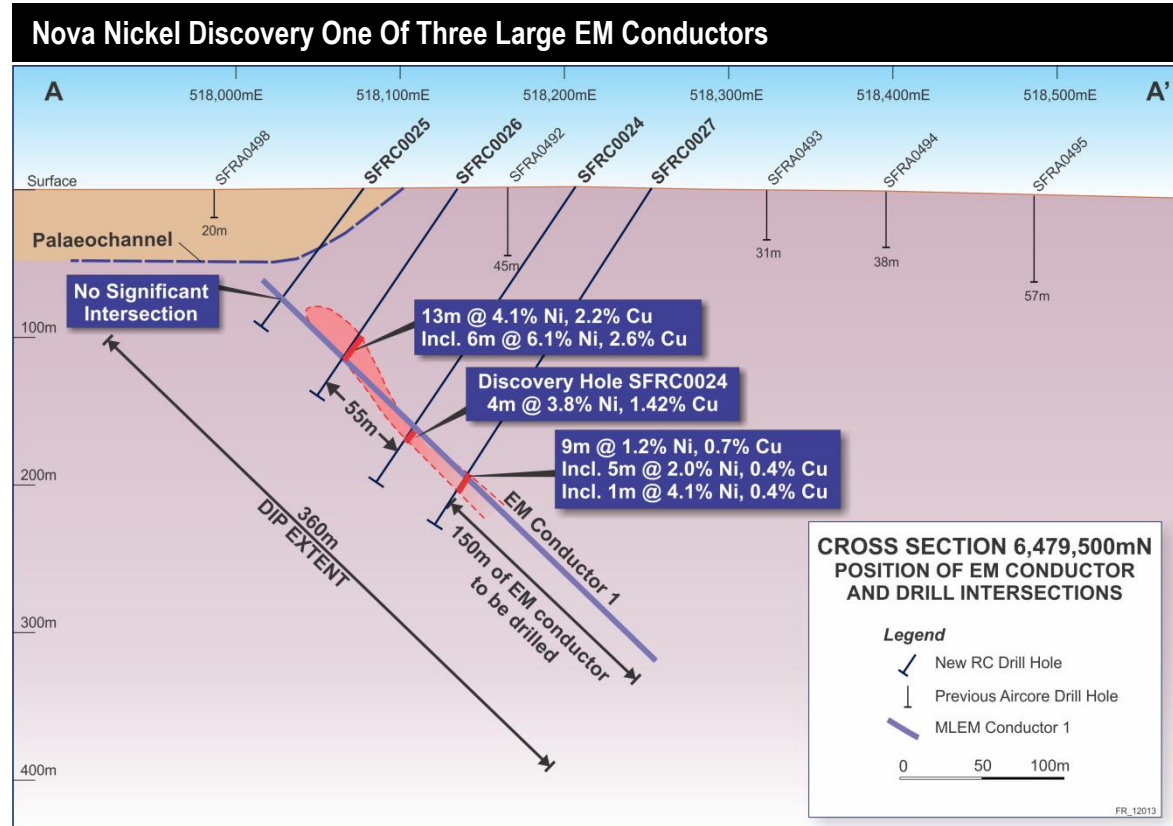 Nova Nickel Discovery One Of Three Large EM Conductors
A
518,000mE
518,100mE
518,200mE
518,300mE
518,400mE
518,500mE
A'
SFRA0498
SFRC0025
SFRC0026
SFRA0492
SFRC0024
SFRC0027
SFRA0493
SFRA0494
SFRA0495
Surface
20m
Palaeochannel
45m
31m
38m
57m
No Significant
Intersection
100m
13m @ 4.1% Ni, 2.2% Cu
Incl. 6m @ 6.1% Ni, 2.6% Cu
Discovery Hole SFRC0024
4m @ 3.8% Ni, 1.42% Cu
55m
9m @ 1.2% Ni, 0.7% Cu
Incl. 5m @ 2.0% Ni, 0.4% Cu
Incl. 1m @ 4.1% Ni, 0.4% Cu
200m
EM Conductor 1
360m
DIP EXTENT
150m of EM conductor
to be drilled
300m
400m
CROSS SECTION 6,479,500mN
POSITION OF EM CONDUCTOR
AND DRILL INTERSECTIONS
Legend
New RC Drill Hole
Previous Aircore Drill Hole
MLEM Conductor 1
0 50 100m
FR_12013